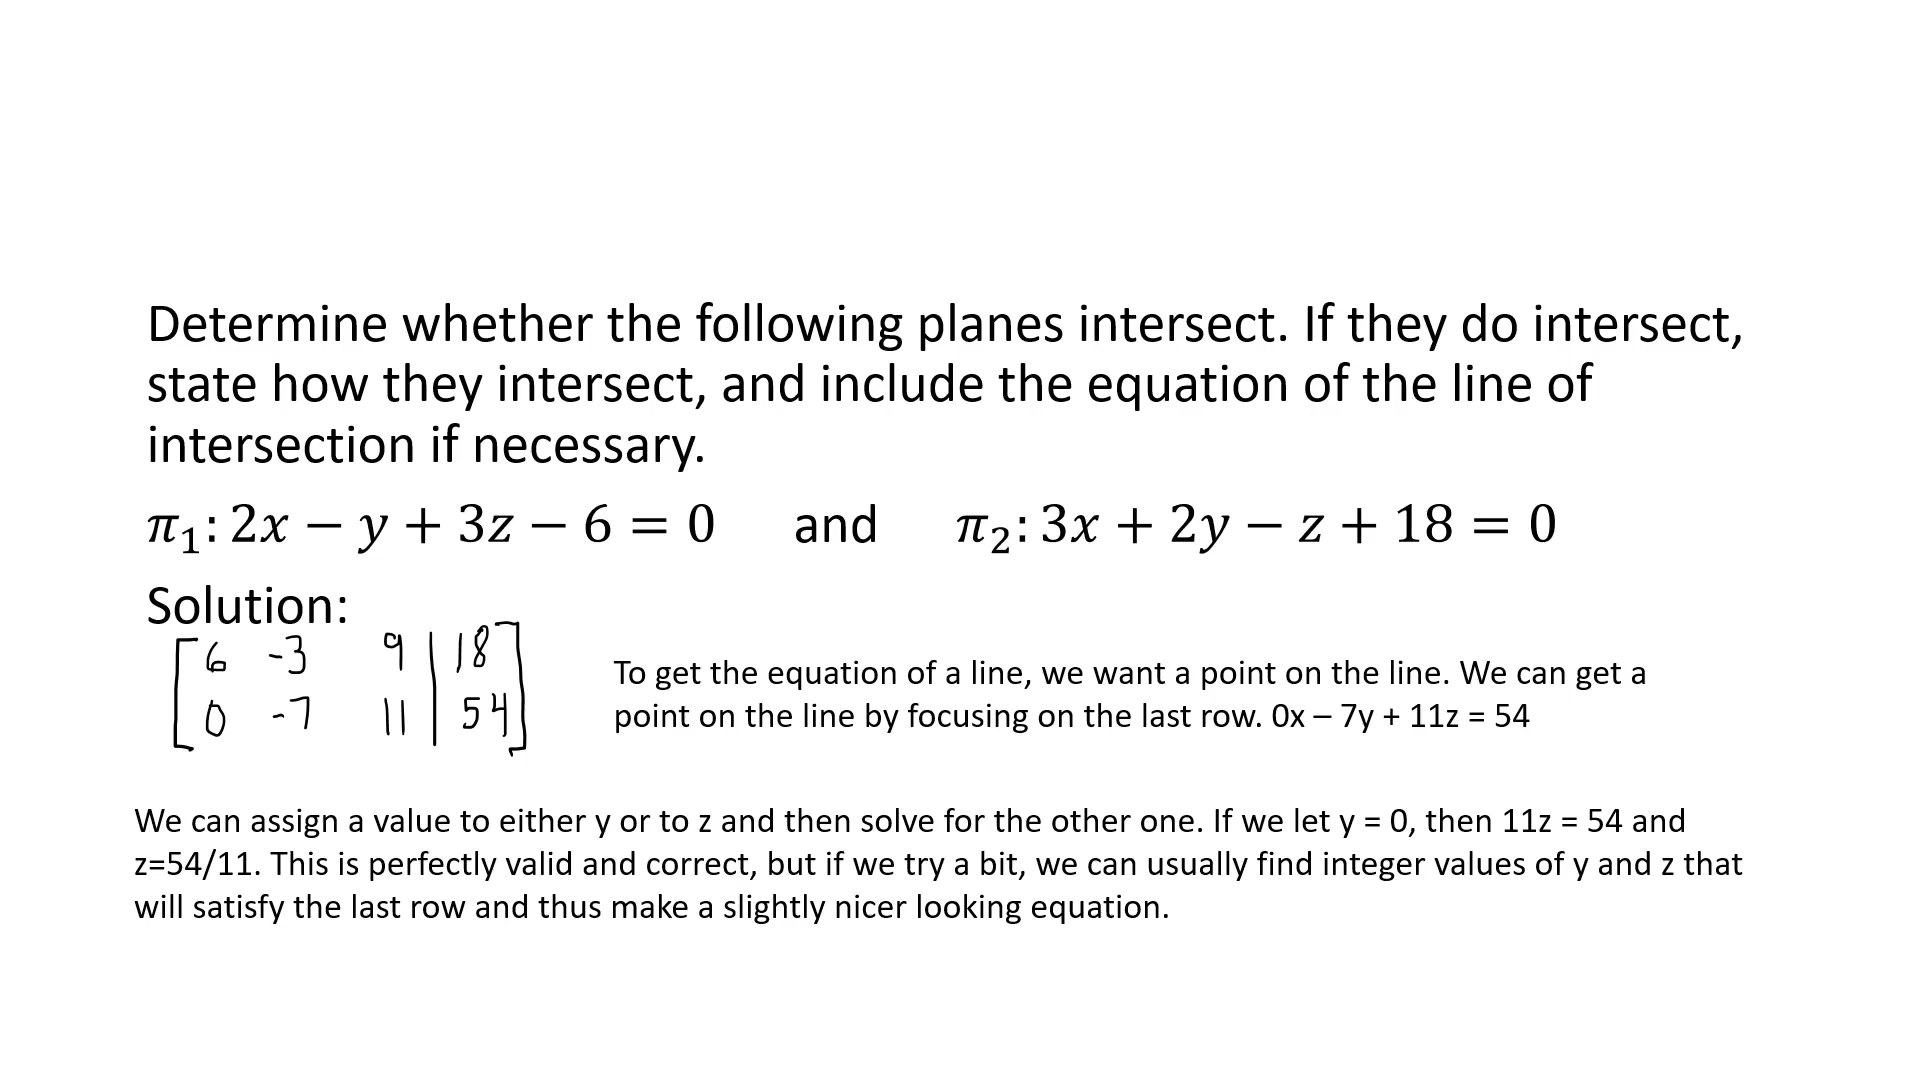 Determine whether the following planes intersect. If they do intersect,
state how they intersect, and include the equation of the line of
intersection if necessary.
π₁: 2x − y + 3z − 6 = 0 and π₂: 3x + 2y − z + 18 = 0
Solution:
6 -3 9 | 18
0 -7 11 | 54
To get the equation of a line, we want a point on the line. We can get a
point on the line by focusing on the last row. 0x – 7y + 11z = 54
We can assign a value to either y or to z and then solve for the other one. If we let y = 0, then 11z = 54 and
z=54/11. This is perfectly valid and correct, but if we try a bit, we can usually find integer values of y and z that
will satisfy the last row and thus make a slightly nicer looking equation.